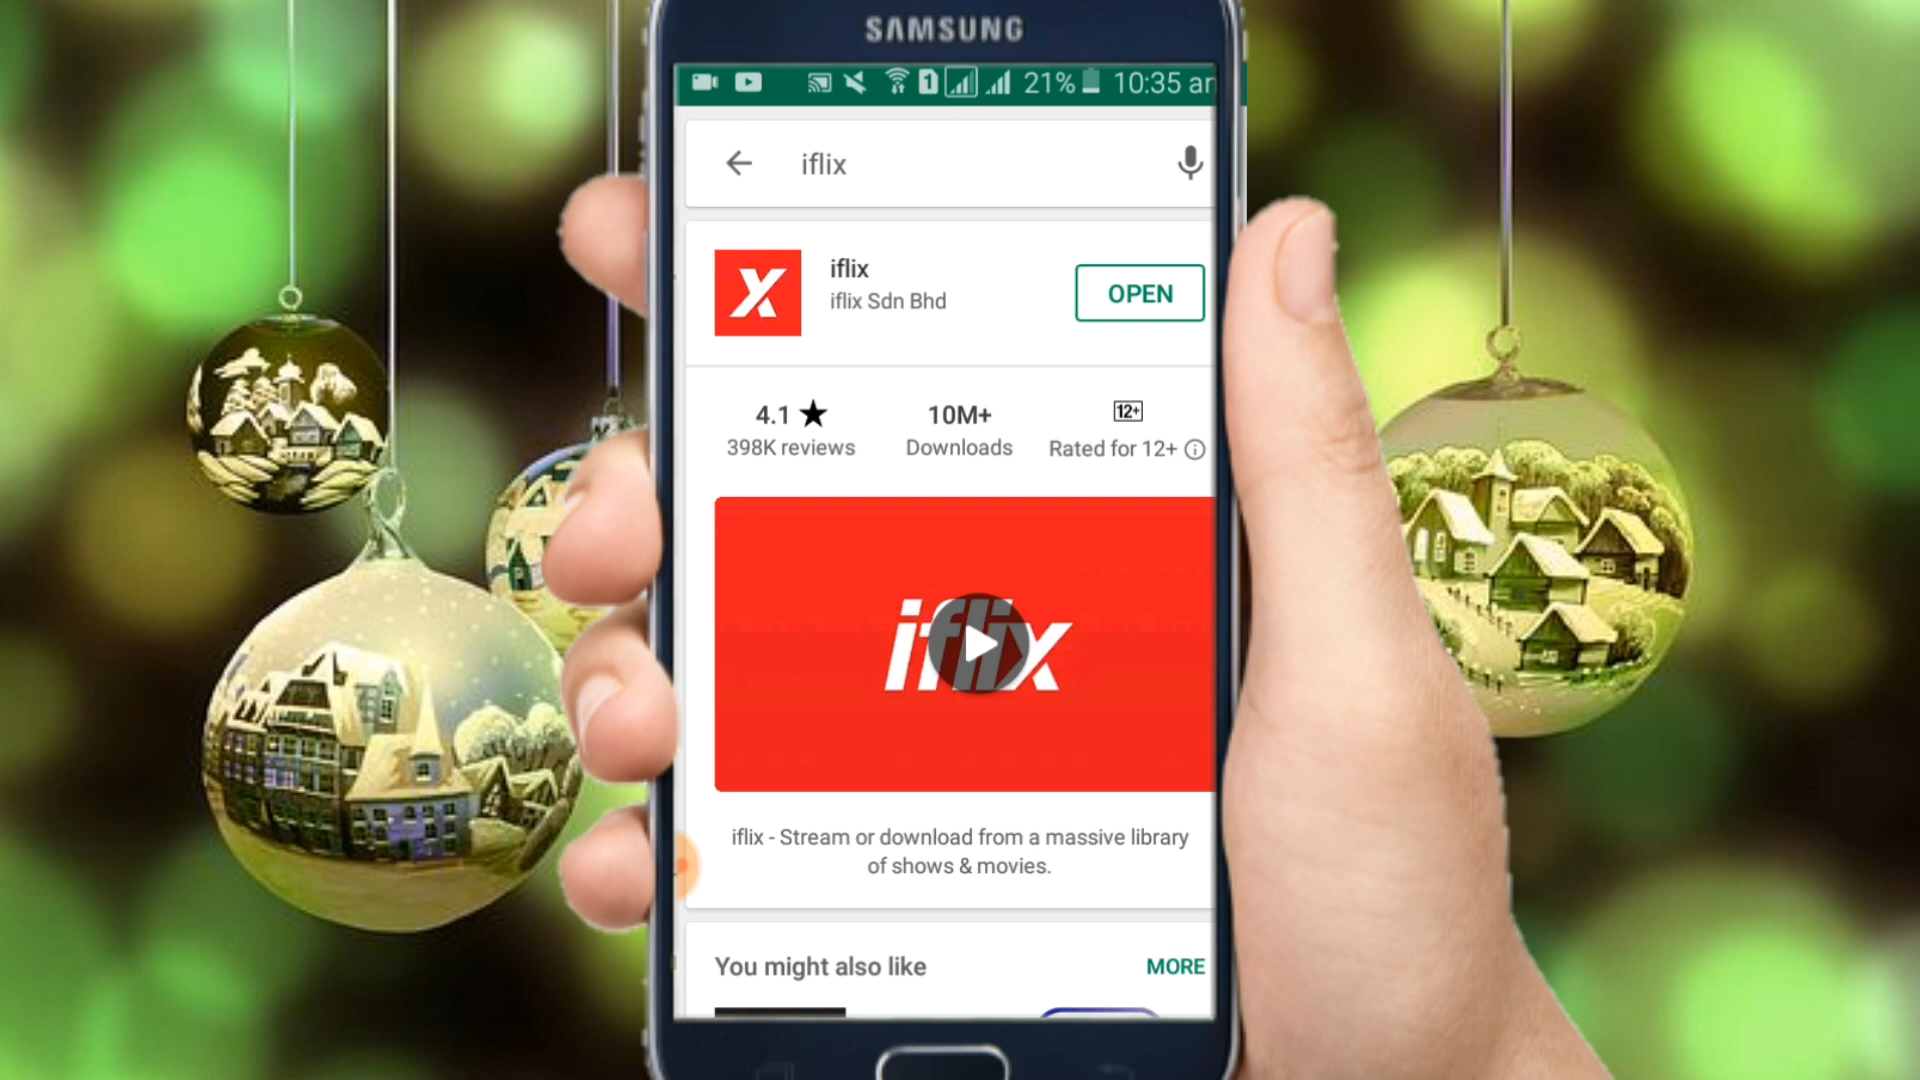 SAMSUNG
1 21% 10:35 am
iflix
iflix
iflix Sdn Bhd
OPEN
4.1 ★
398K reviews
10M+
Downloads
12+
Rated for 12+
iflix
iflix - Stream or download from a massive library
of shows & movies.
You might also like
MORE